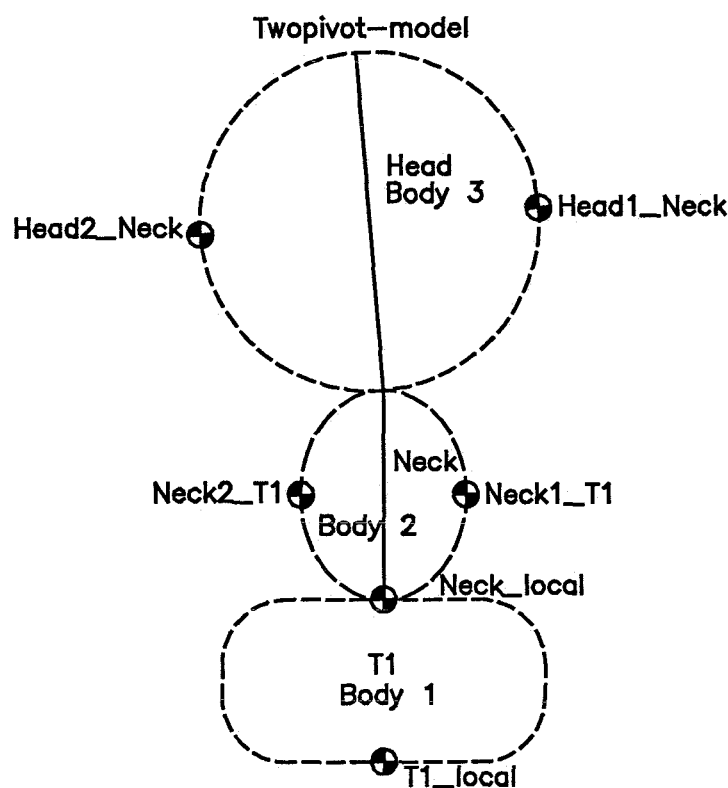 Twopivot-model
Head
Body 3
Head1_Neck
Head2_Neck
Neck
Neck2_T1
Neck1_T1
Body 2
Neck_local
T1
Body 1
T1_local